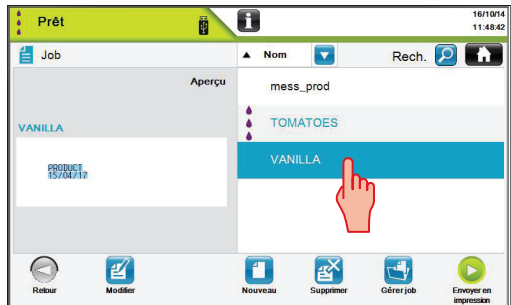 Prêt
16/10/14
11:48:42
Job
Nom
Rech.
Aperçu
mess_prod
VANILLA
TOMATOES
VANILLA
PRODUCT
15/04/17
Retour
Modifier
Nouveau
Supprimer
Gérer job
Envoyer en
impression